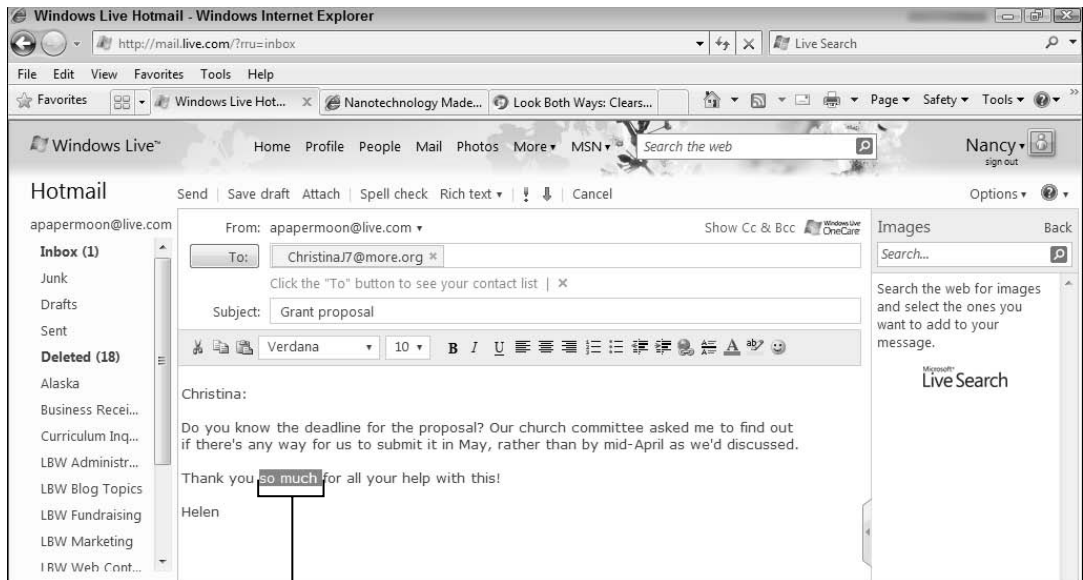 Windows Live Hotmail - Windows Internet Explorer
http://mail.live.com/?rru=inbox
Live Search
File Edit View Favorites Tools Help
Favorites Windows Live Hot... Nanotechnology Made... Look Both Ways: Clears... Page Safety Tools
Windows Live™ Home Profile People Mail Photos More MSN Search the web Nancy
sign out
Hotmail Send | Save draft Attach | Spell check Rich text | Cancel Options
apapermoon@live.com From: apapermoon@live.com Show Cc & Bcc Windows Live OneCare Images Back
Inbox (1) To: ChristinaJ7@more.org × Search...
Junk Click the "To" button to see your contact list | × Search the web for images
Drafts Subject: Grant proposal and select the ones you
Sent want to add to your
Deleted (18) Verdana 10 B I U A message.
Alaska Microsoft® Live Search
Business Recei... Christina:
Curriculum Inq... Do you know the deadline for the proposal? Our church committee asked me to find out
LBW Administr... if there's any way for us to submit it in May, rather than by mid-April as we'd discussed.
LBW Blog Topics Thank you so much for all your help with this!
LBW Fundraising Helen
LBW Marketing
LBW Web Cont...